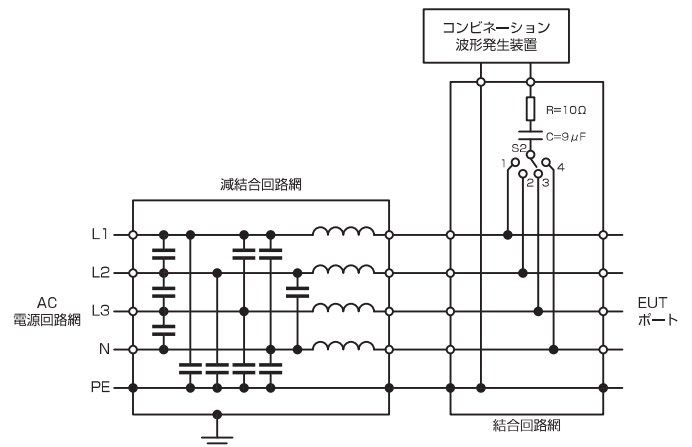 コンビネーション
波形発生装置
R=10Ω
C=9μF
S2
1
2
3
4
減結合回路網
L1
L2
L3
N
PE
AC
電源回路網
EUT
ポート
結合回路網